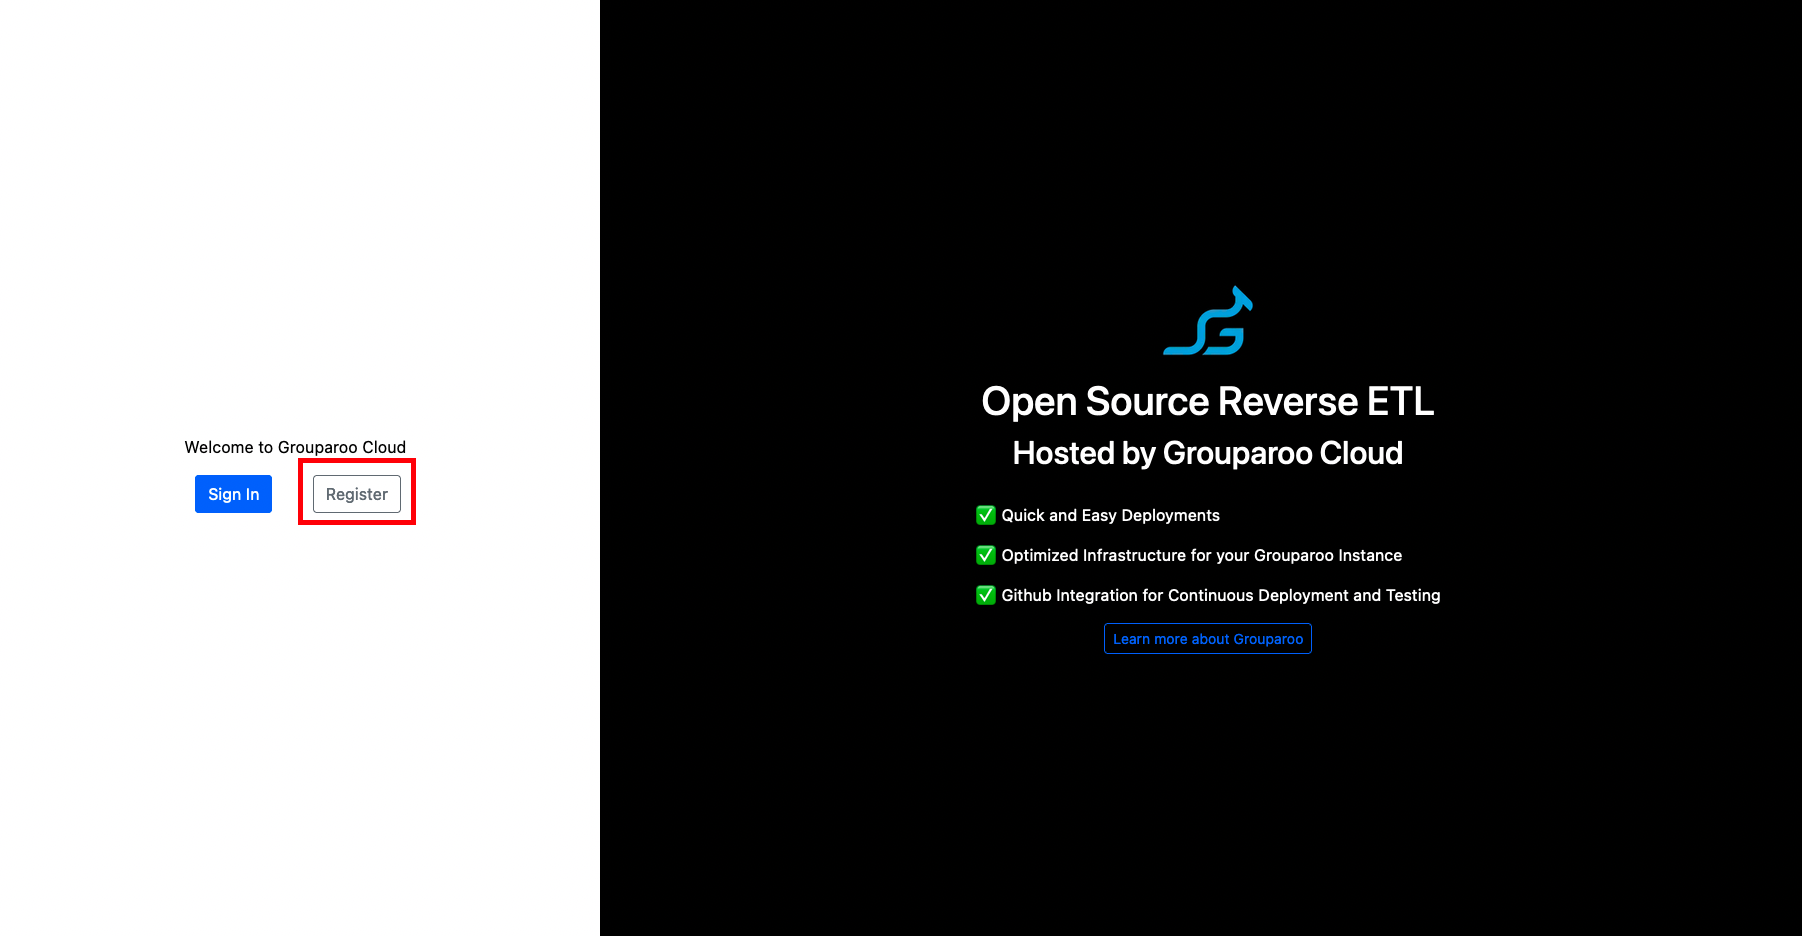 Welcome to Grouparoo Cloud
Sign In
Register
Open Source Reverse ETL
Hosted by Grouparoo Cloud
✅ Quick and Easy Deployments
✅ Optimized Infrastructure for your Grouparoo Instance
✅ Github Integration for Continuous Deployment and Testing
Learn more about Grouparoo